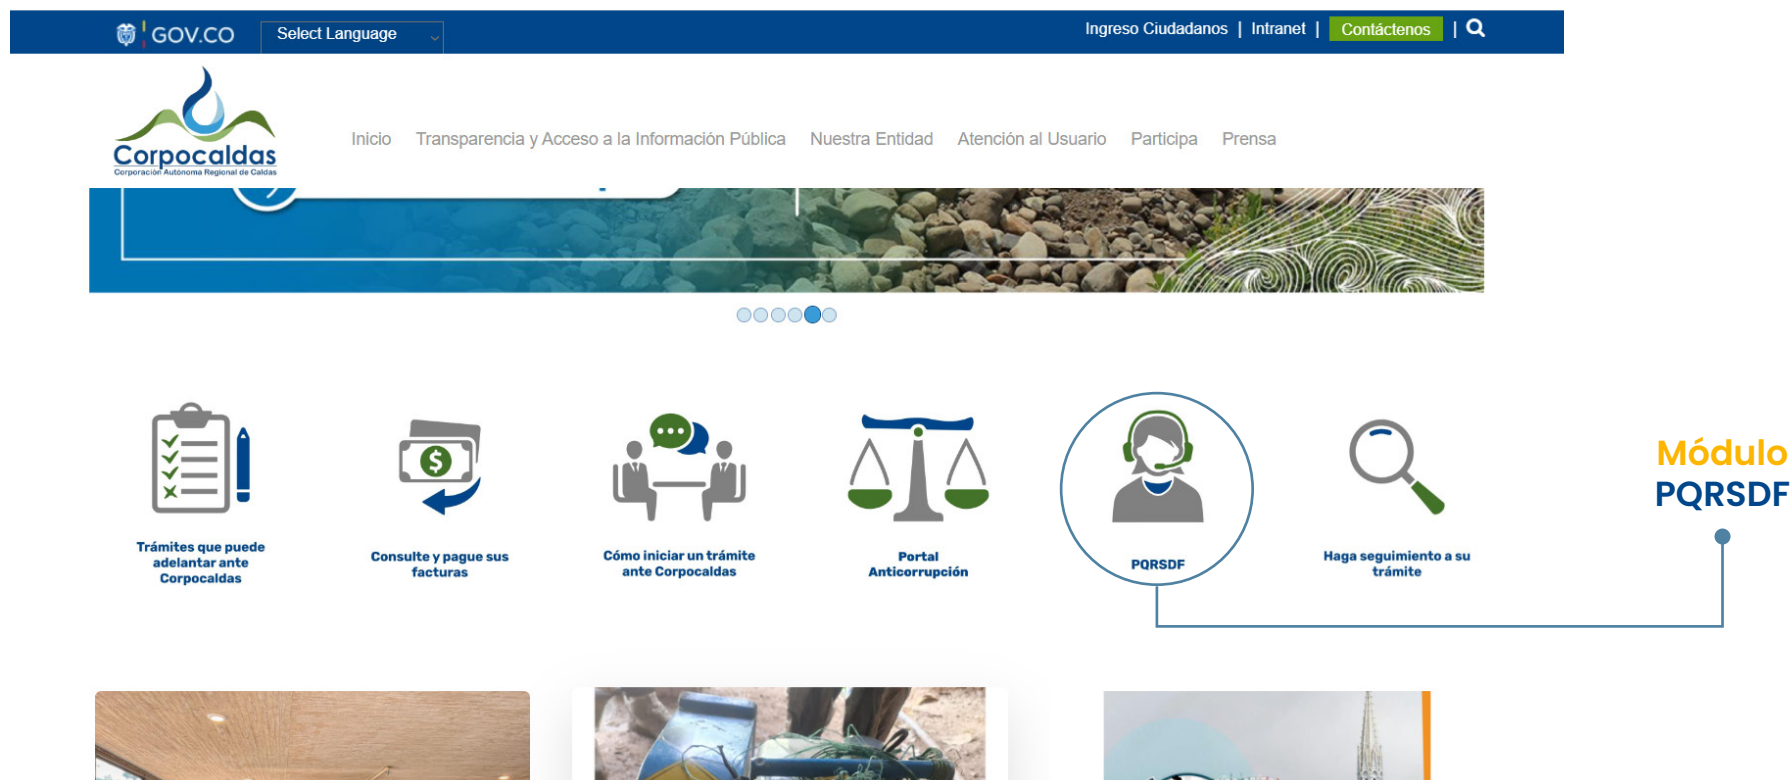 GOV.CO
Select Language
Ingreso Ciudadanos | Intranet | Contáctenos |
Corpocaldas
Corporación Autónoma Regional de Caldas
Inicio Transparencia y Acceso a la Información Pública Nuestra Entidad Atención al Usuario Participa Prensa
Trámites que puede
adelantar ante
Corpocaldas
Consulte y pague sus
facturas
Cómo iniciar un trámite
ante Corpocaldas
Portal
Anticorrupción
PQRSDF
Haga seguimiento a su
trámite
Módulo
PQRSDF